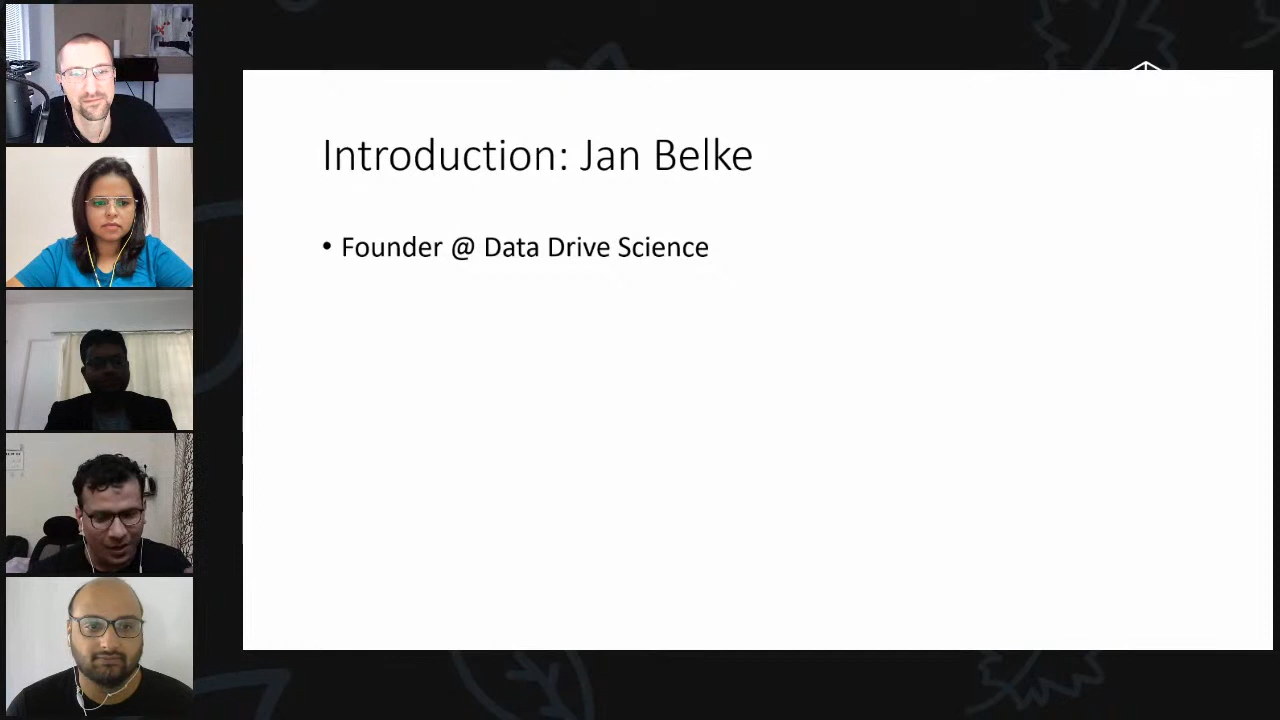 Introduction: Jan Belke
• Founder @ Data Drive Science